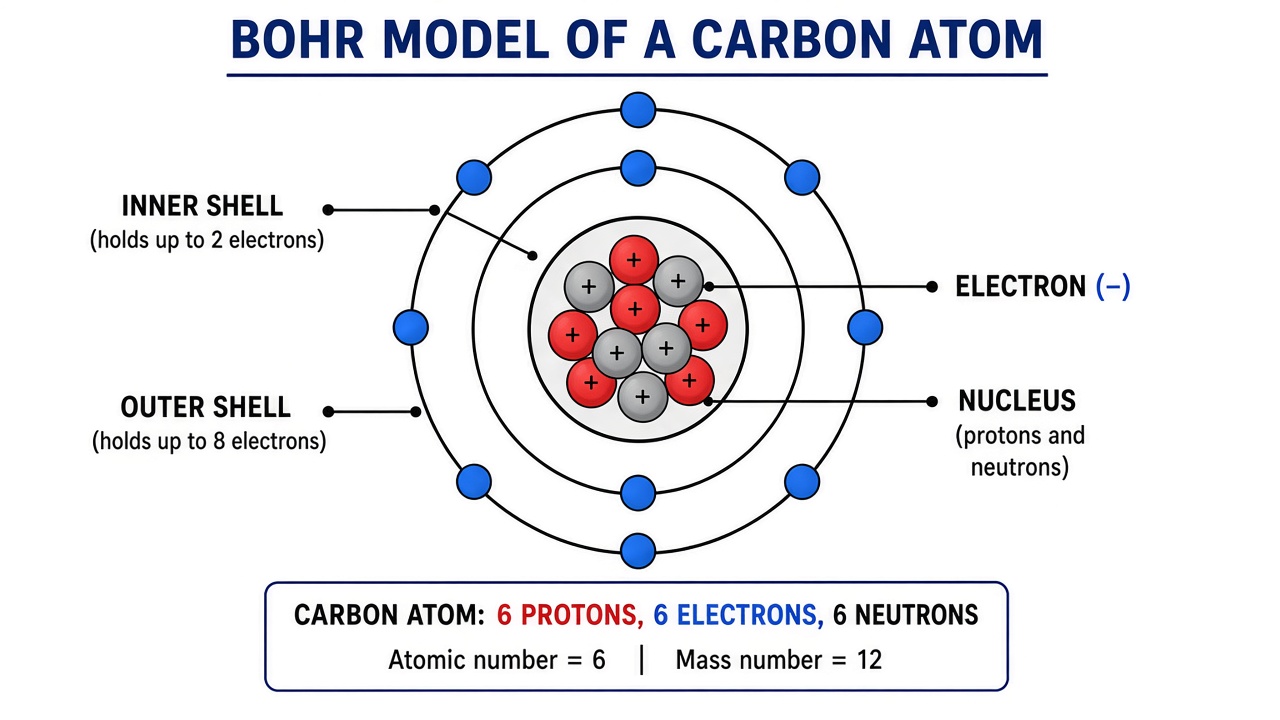 BOHR MODEL OF A CARBON ATOM
INNER SHELL
(holds up to 2 electrons)
OUTER SHELL
(holds up to 8 electrons)
+
+
+
+
+
+
+
+
+
+
+
ELECTRON (−)
NUCLEUS
(protons and
neutrons)
CARBON ATOM: 6 PROTONS, 6 ELECTRONS, 6 NEUTRONS
Atomic number = 6 | Mass number = 12